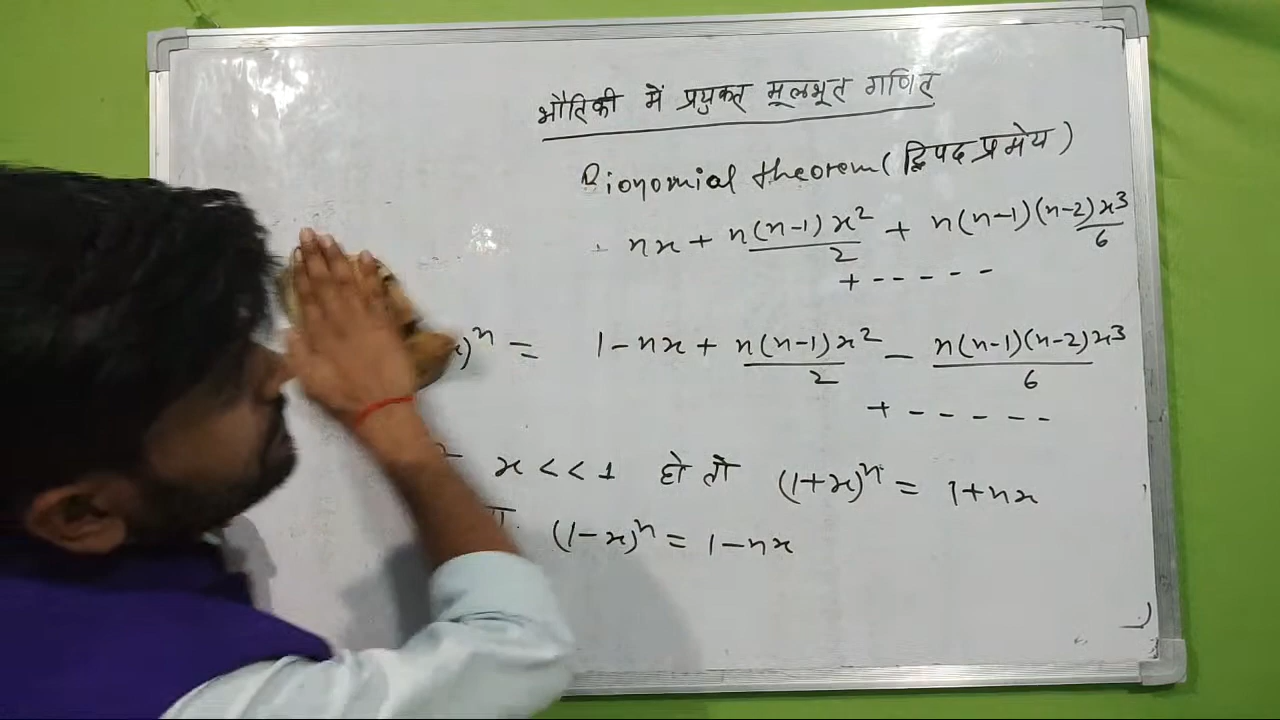 भौतिकी में प्रयुक्त मूलभूत गणित
Bionomial theorem (द्विपद प्रमेय)
nx + n(n-1)x²/2 + n(n-1)(n-2)x³/6
+ - - - - -
x)ⁿ = 1-nx + n(n-1)x²/2 - n(n-1)(n-2)x³/6
+ - - - - -
x << 1 हो तो (1+x)ⁿ = 1+nx
(1-x)ⁿ = 1-nx